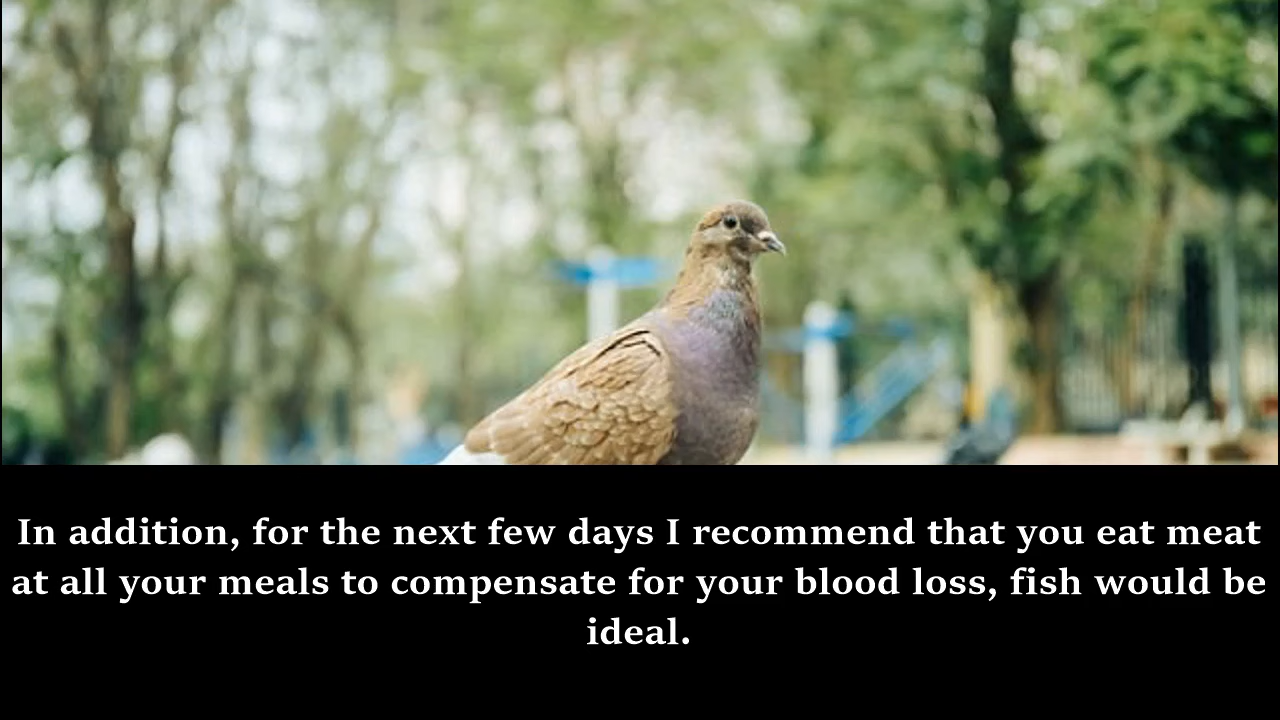 In addition, for the next few days I recommend that you eat meat
at all your meals to compensate for your blood loss, fish would be
ideal.